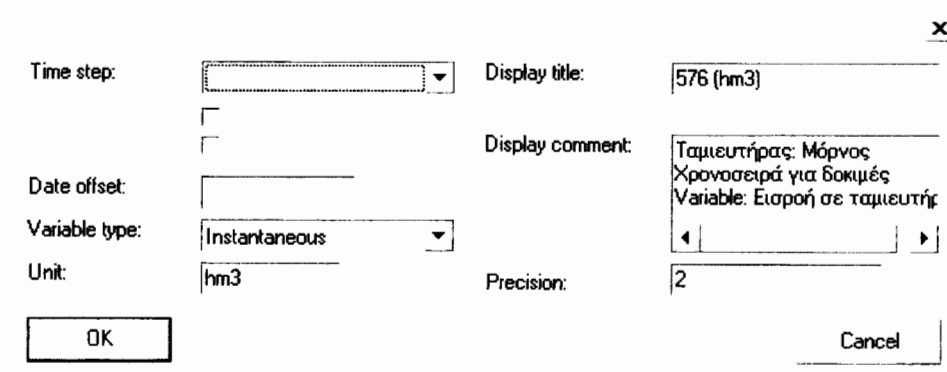 x
Time step:
Display title:
576 (hm3)
Display comment:
Ταμιευτήρας: Μόρνος
Χρονοσειρά για δοκιμές
Variable: Εισροή σε ταμιευτήρ
Date offset:
Variable type:
Instantaneous
Unit:
hm3
Precision:
2
OK
Cancel